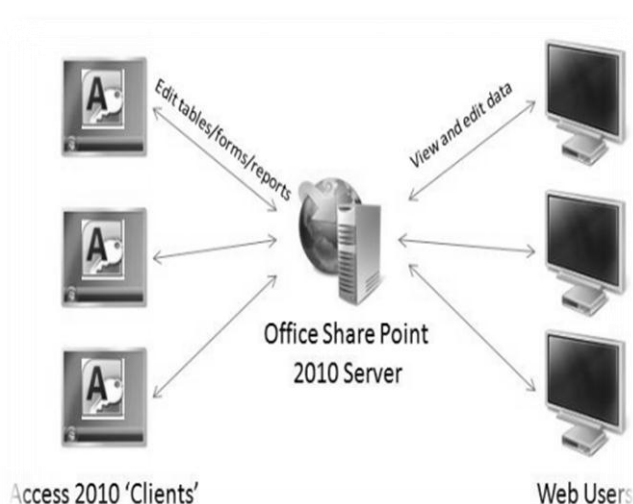 A
Edit tables/forms/reports
View and edit data
A
Office Share Point
2010 Server
A
Access 2010 'Clients'
Web Users